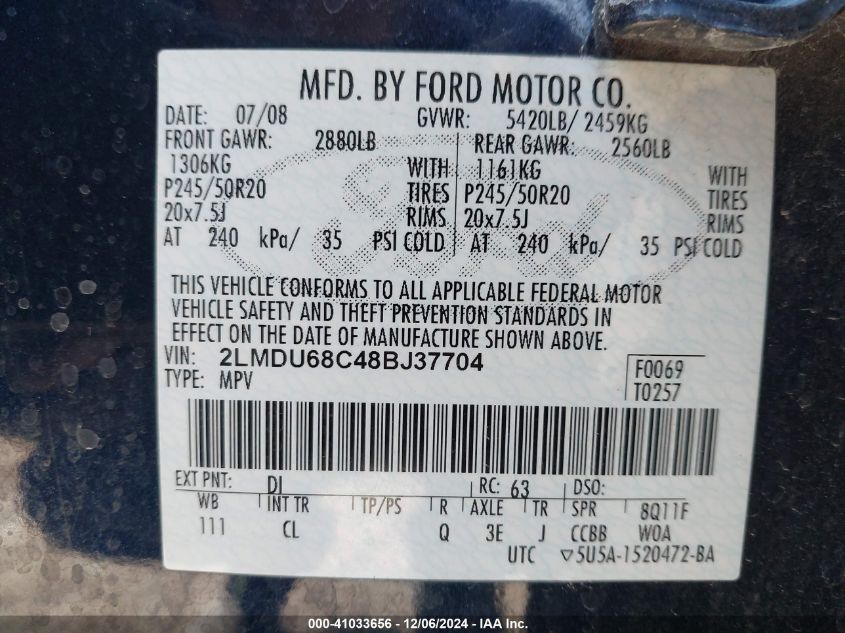 MFD. BY FORD MOTOR CO.
DATE: 07/08 GVWR: 5420LB/ 2459KG
FRONT GAWR: 2880LB REAR GAWR: 2560LB
1306KG WITH 1161KG WITH
P245/50R20 TIRES P245/50R20 TIRES
20x7.5J RIMS 20x7.5J RIMS
AT 240 kPa/ 35 PSI COLD AT 240 kPa/ 35 PSI COLD
Ford
THIS VEHICLE CONFORMS TO ALL APPLICABLE FEDERAL MOTOR
VEHICLE SAFETY AND THEFT PREVENTION STANDARDS IN
EFFECT ON THE DATE OF MANUFACTURE SHOWN ABOVE.
VIN: 2LMDU68C48BJ37704 F0069
TYPE: MPV T0257
EXT PNT: DI RC: 63 DSO:
WB INT TR TP/PS R AXLE TR SPR 8Q11F
111 CL Q 3E J CCBB WOA
UTC ▽5U5A-1520472-BA
000-41033656 - 12/06/2024 - IAA Inc.